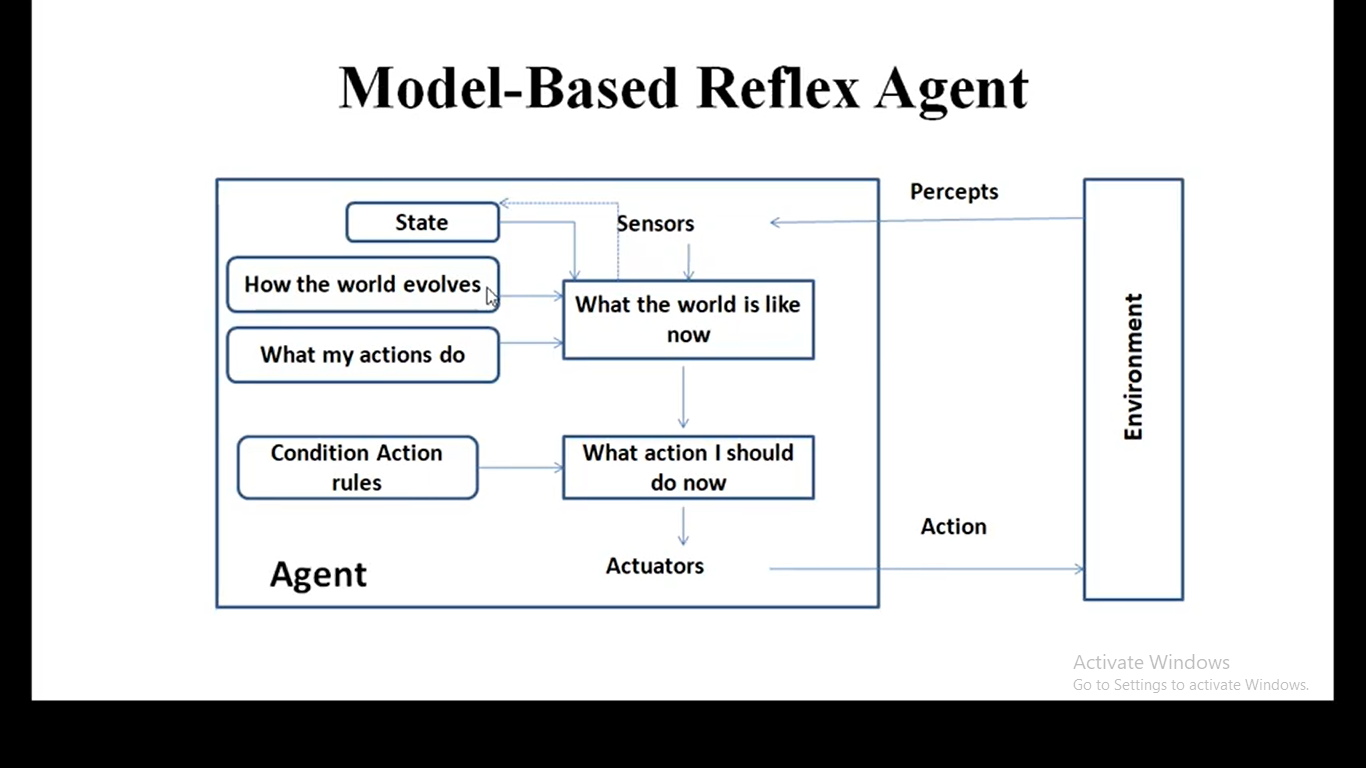 Model-Based Reflex Agent
Percepts
State
Sensors
How the world evolves
What the world is like
now
What my actions do
Environment
Condition Action
rules
What action I should
do now
Action
Agent
Actuators
Activate Windows
Go to Settings to activate Windows.